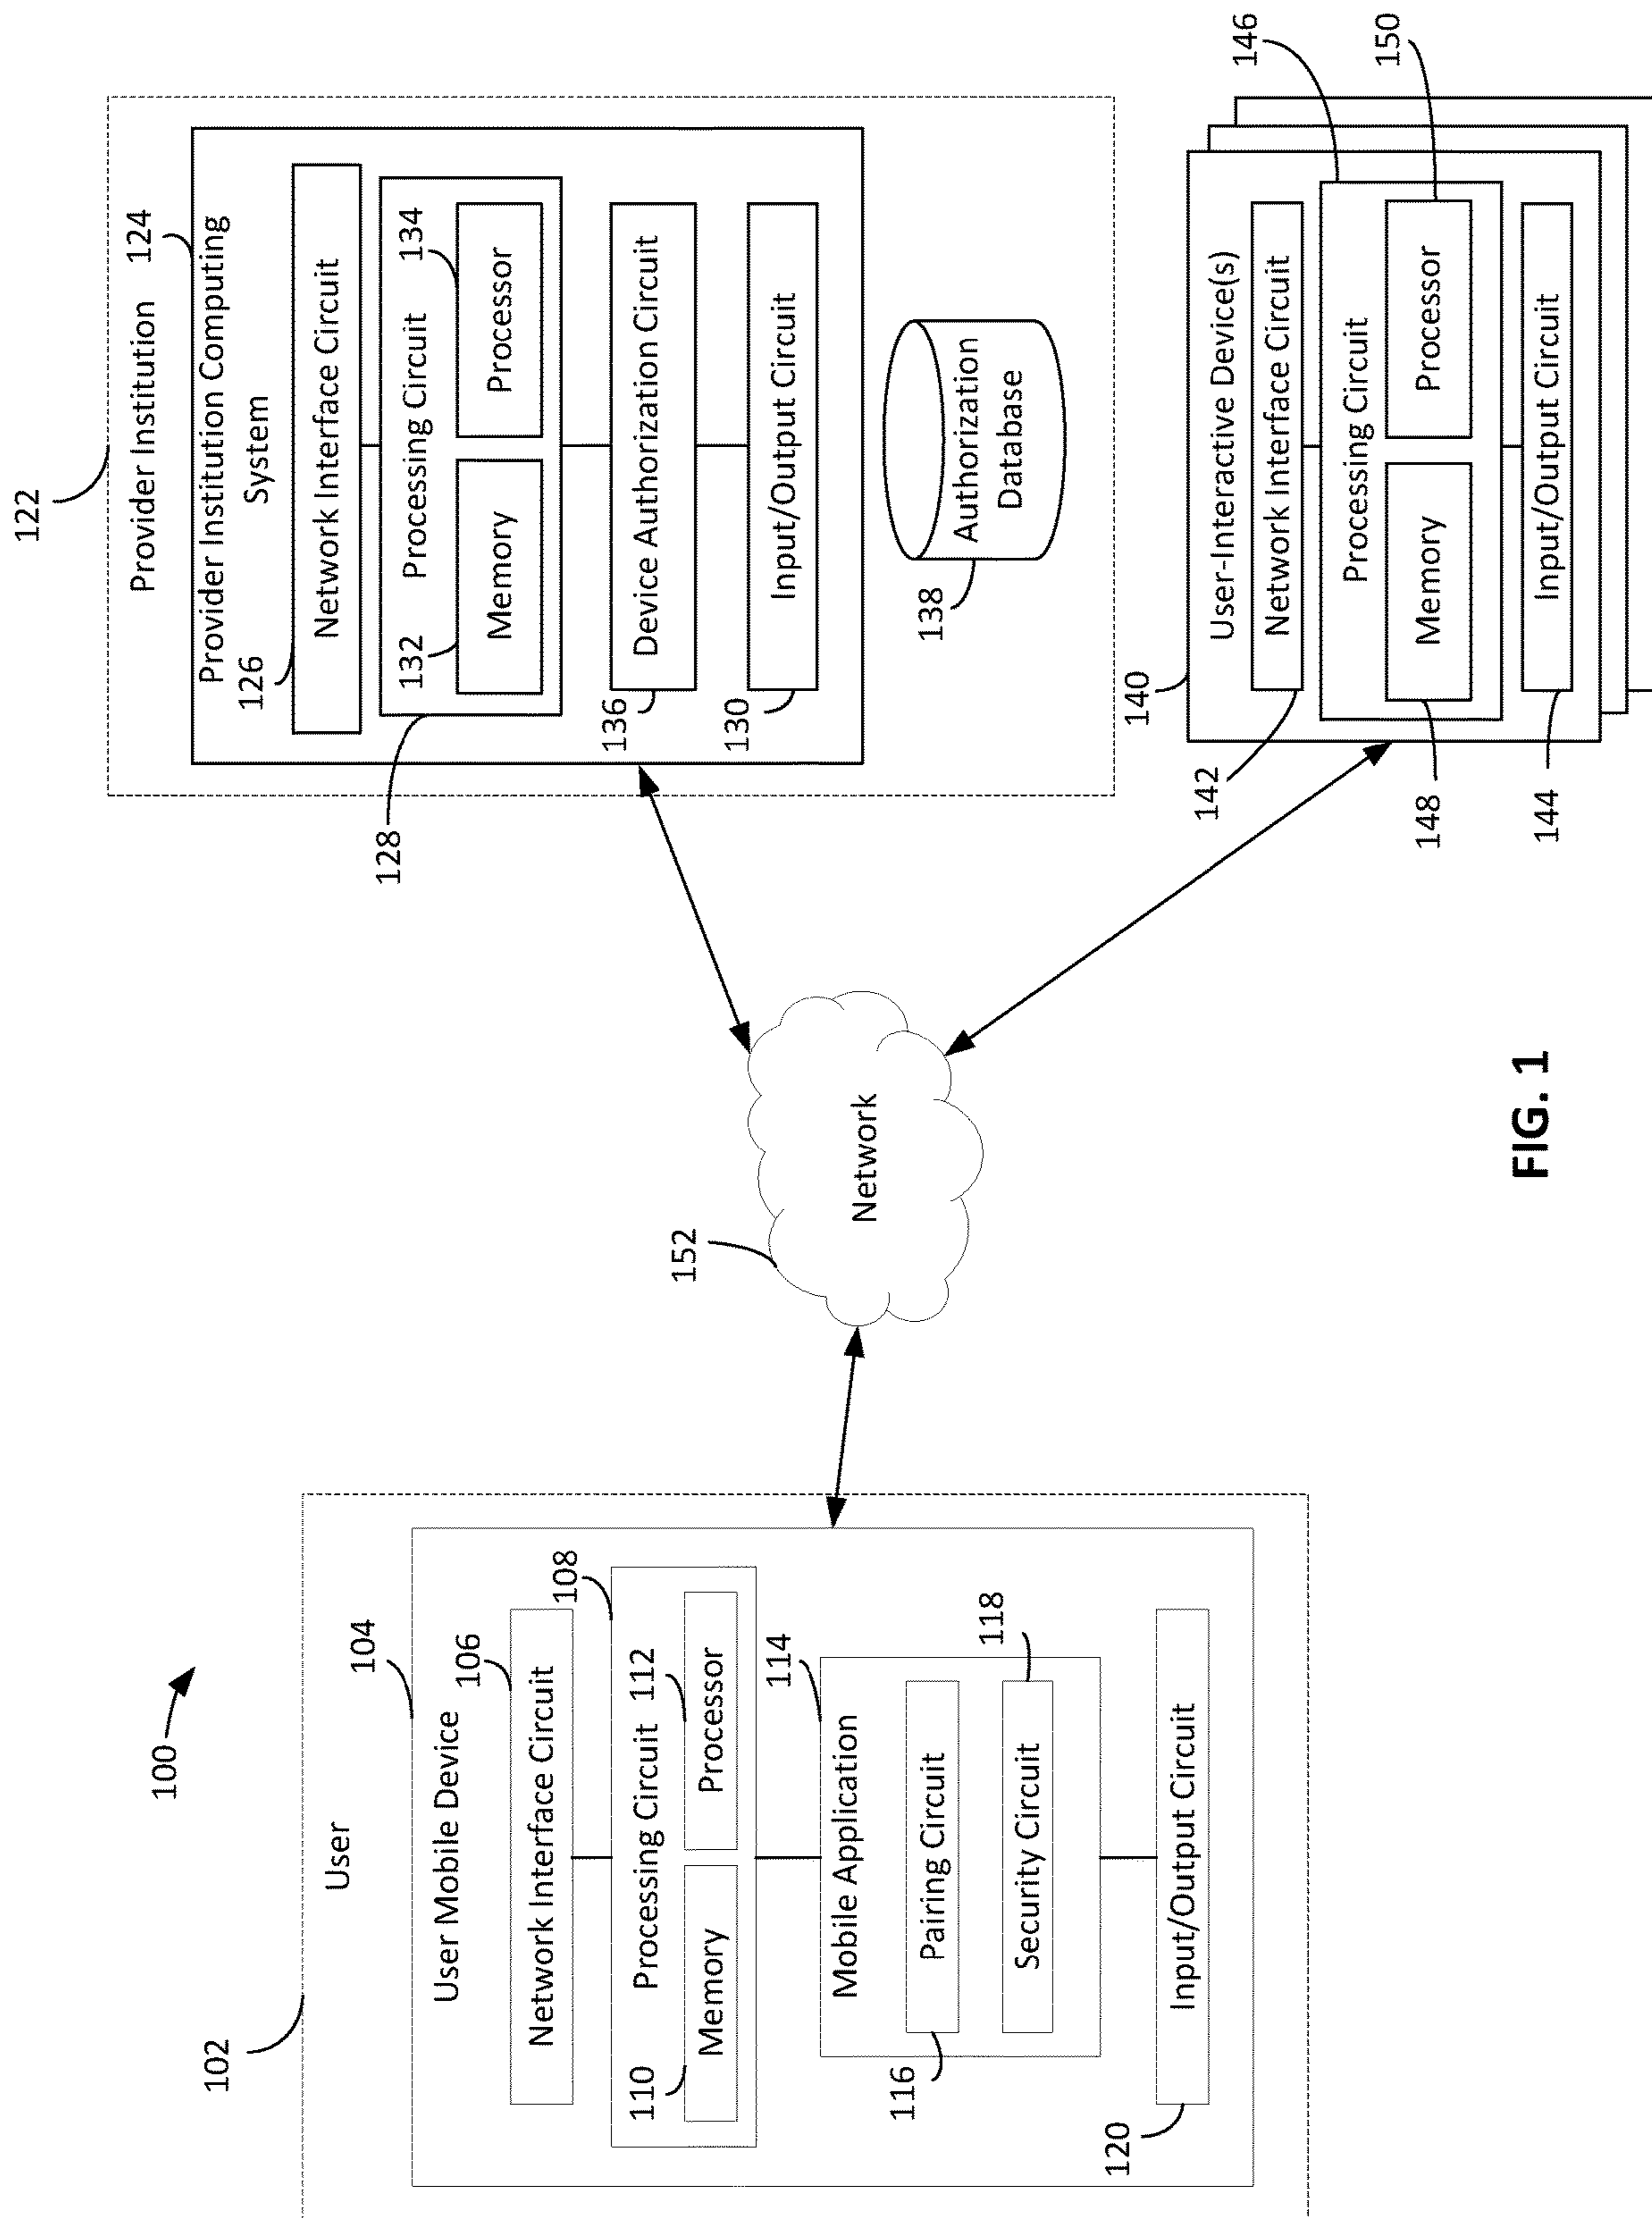 100
102
User
104
User Mobile Device
106
Network Interface Circuit
108
Processing Circuit
112
110
Memory
Processor
114
Mobile Application
116
Pairing Circuit
118
Security Circuit
120
Input/Output Circuit
152
Network
122
Provider Institution
124
Provider Institution Computing
System
126
Network Interface Circuit
128
132
Processing Circuit
134
Memory
Processor
136
Device Authorization Circuit
130
Input/Output Circuit
138
Authorization
Database
140
User-Interactive Device(s)
142
Network Interface Circuit
146
Processing Circuit
148
Memory
Processor
150
144
Input/Output Circuit
FIG. 1